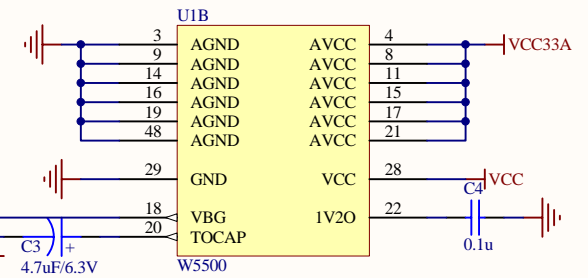 U1B
3 AGND AVCC 4 VCC33A
9 AGND AVCC 8
14 AGND AVCC 11
16 AGND AVCC 15
19 AGND AVCC 17
48 AGND AVCC 21
29 GND VCC 28 VCC
C4
18 VBG 1V2O 22
20 TOCAP
C3 + 0.1u
4.7uF/6.3V W5500